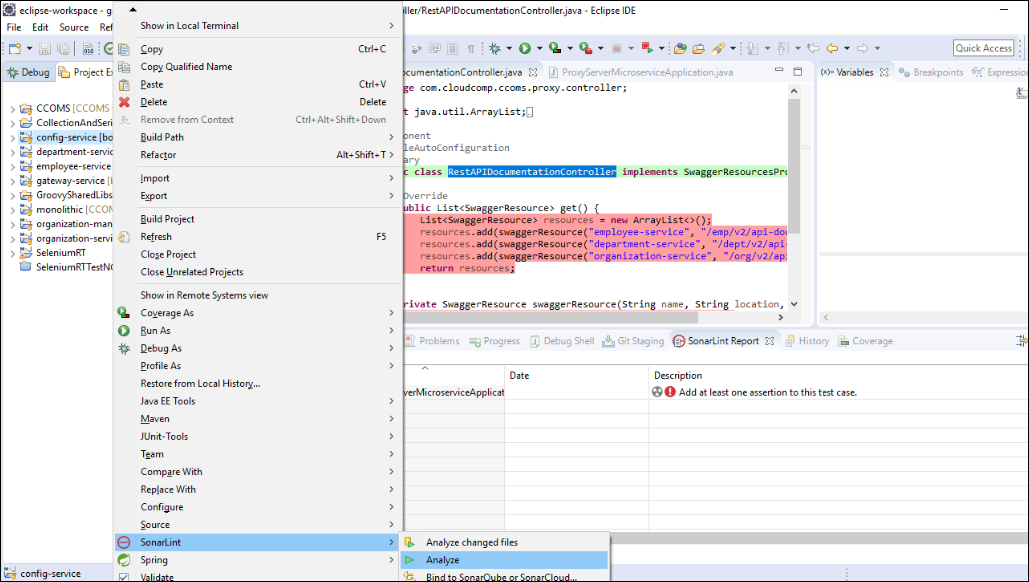 eclipse-workspace - g
ller/RestAPIDocumentationController.java - Eclipse IDE
File Edit Source Ref
Quick Access
Debug
Project E
CCOMS [CCOMS
CollectionAndSeri
config-service [bo
department-servic
employee-service
gateway-service [b
GroovySharedLibs
monolithic [CCON
organization-man
organization-servi
SeleniumRT
SeleniumRTTestNG
config-service
Show in Local Terminal
Copy Ctrl+C
Copy Qualified Name
Paste Ctrl+V
Delete Delete
Remove from Context Ctrl+Alt+Shift+Down
Build Path
Refactor Alt+Shift+T
Import
Export
Build Project
Refresh F5
Close Project
Close Unrelated Projects
Show in Remote Systems view
Coverage As
Run As
Debug As
Profile As
Restore from Local History...
Java EE Tools
Maven
JUnit-Tools
Team
Compare With
Replace With
Configure
Source
SonarLint
Spring
Validate
Analyze changed files
Analyze
Bind to SonarQube or SonarCloud...
ocumentationController.java
ProxyServerMicroserviceApplication.java
ge com.cloudcomp.ccoms.proxy.controller;
t java.util.ArrayList;
ponent
leAutoConfiguration
ary
c class RestAPIDocumentationController implements SwaggerResourcesPro
Override
ublic List<SwaggerResource> get() {
List<SwaggerResource> resources = new ArrayList<>();
resources.add(swaggerResource("employee-service", "/emp/v2/api-do
resources.add(swaggerResource("department-service", "/dept/v2/api-
resources.add(swaggerResource("organization-service", "/org/v2/api
return resources;
rivate SwaggerResource swaggerResource(String name, String location,
(x)= Variables
Breakpoints
Expression
Problems
Progress
Debug Shell
Git Staging
SonarLint Report
History
Coverage
Date
Description
verMicroserviceApplicat
Add at least one assertion to this test case.